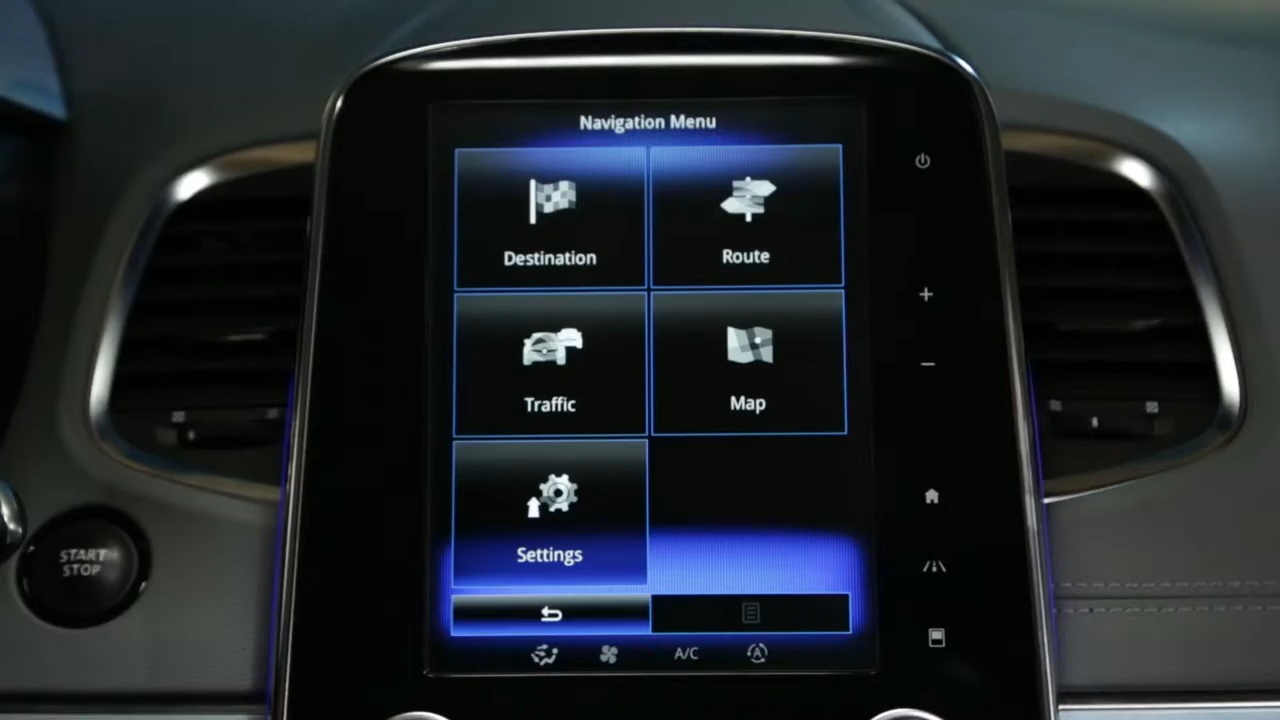 Navigation Menu
Destination
Route
Traffic
Map
Settings
START
STOP
A/C
A